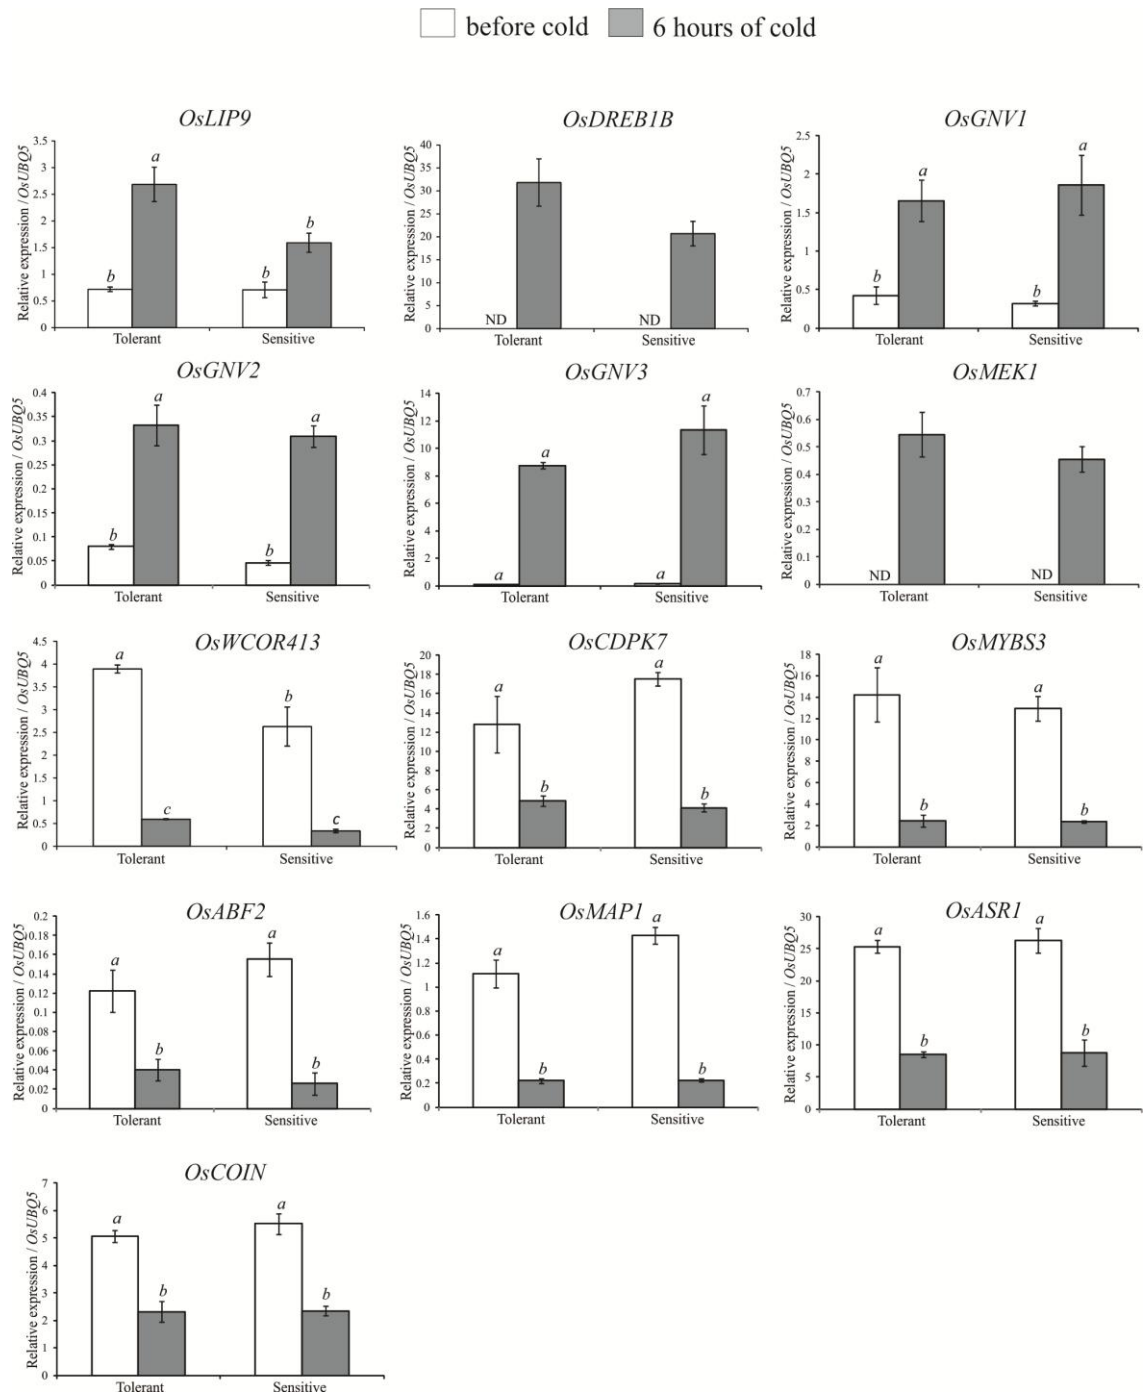 before cold 6 hours of cold
OsLIP9
Relative expression / OsUBQ5
3.5
3
2.5
2
1.5
1
0.5
0
b a b b
Tolerant Sensitive
OsDREB1B
Relative expression / OsUBQ5
40
35
30
25
20
15
10
5
0
ND ND
Tolerant Sensitive
OsGNV1
Relative expression / OsUBQ5
2.5
2
1.5
1
0.5
0
b a b a
Tolerant Sensitive
OsGNV2
Relative expression / OsUBQ5
0.4
0.35
0.3
0.25
0.2
0.15
0.1
0.05
0
b a b a
Tolerant Sensitive
OsGNV3
Relative expression / OsUBQ5
14
12
10
8
6
4
2
0
a a a a
Tolerant Sensitive
OsMEK1
Relative expression / OsUBQ5
0.7
0.6
0.5
0.4
0.3
0.2
0.1
0
ND ND
Tolerant Sensitive
OsWCOR413
Relative expression / OsUBQ5
4.5
4
3.5
3
2.5
2
1.5
1
0.5
0
a c b c
Tolerant Sensitive
OsCDPK7
Relative expression / OsUBQ5
20
18
16
14
12
10
8
6
4
2
0
a b a b
Tolerant Sensitive
OsMYBS3
Relative expression / OsUBQ5
18
16
14
12
10
8
6
4
2
0
a b a b
Tolerant Sensitive
OsABF2
Relative expression / OsUBQ5
0.2
0.18
0.16
0.14
0.12
0.1
0.08
0.06
0.04
0.02
0
a b a b
Tolerant Sensitive
OsMAP1
Relative expression / OsUBQ5
1.6
1.4
1.2
1
0.8
0.6
0.4
0.2
0
a b a b
Tolerant Sensitive
OsASR1
Relative expression / OsUBQ5
30
25
20
15
10
5
0
a b a b
Tolerant Sensitive
OsCOIN
Relative expression / OsUBQ5
7
6
5
4
3
2
1
0
a b a b
Tolerant Sensitive